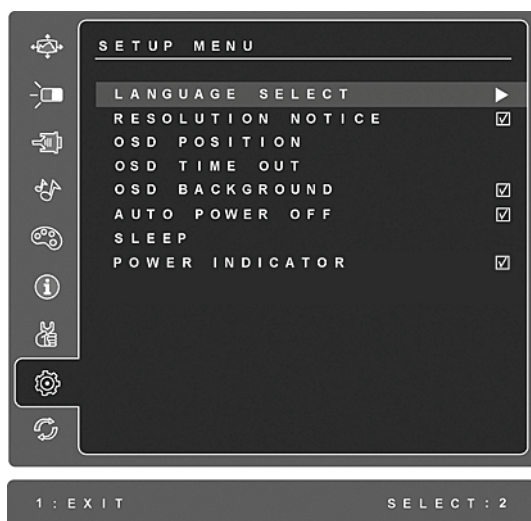 SETUP MENU
LANGUAGE SELECT
RESOLUTION NOTICE
OSD POSITION
OSD TIME OUT
OSD BACKGROUND
AUTO POWER OFF
SLEEP
POWER INDICATOR
1:EXIT SELECT:2